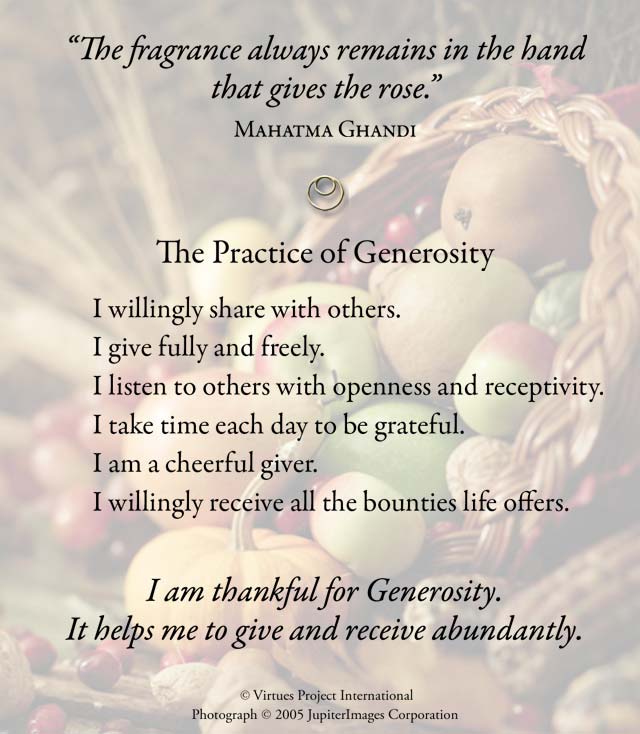 “The fragrance always remains in the hand
that gives the rose.”
Mahatma Ghandi
The Practice of Generosity
I willingly share with others.
I give fully and freely.
I listen to others with openness and receptivity.
I take time each day to be grateful.
I am a cheerful giver.
I willingly receive all the bounties life offers.
I am thankful for Generosity.
It helps me to give and receive abundantly.
© Virtues Project International
Photograph © 2005 JupiterImages Corporation